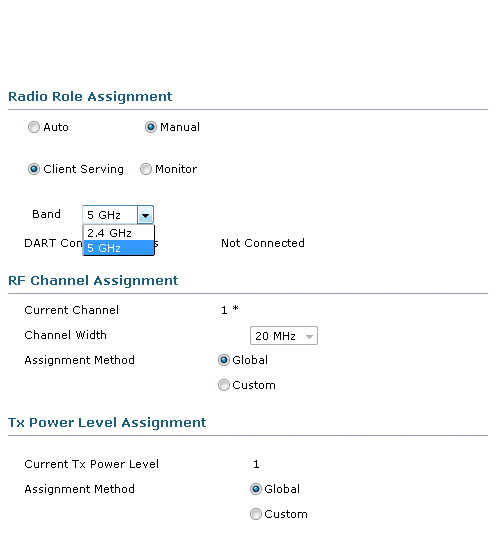 Radio Role Assignment
Auto Manual
Client Serving Monitor
Band 5 GHz
2.4 GHz
5 GHz
DART Con s Not Connected
RF Channel Assignment
Current Channel 1 *
Channel Width 20 MHz
Assignment Method Global
Custom
Tx Power Level Assignment
Current Tx Power Level 1
Assignment Method Global
Custom